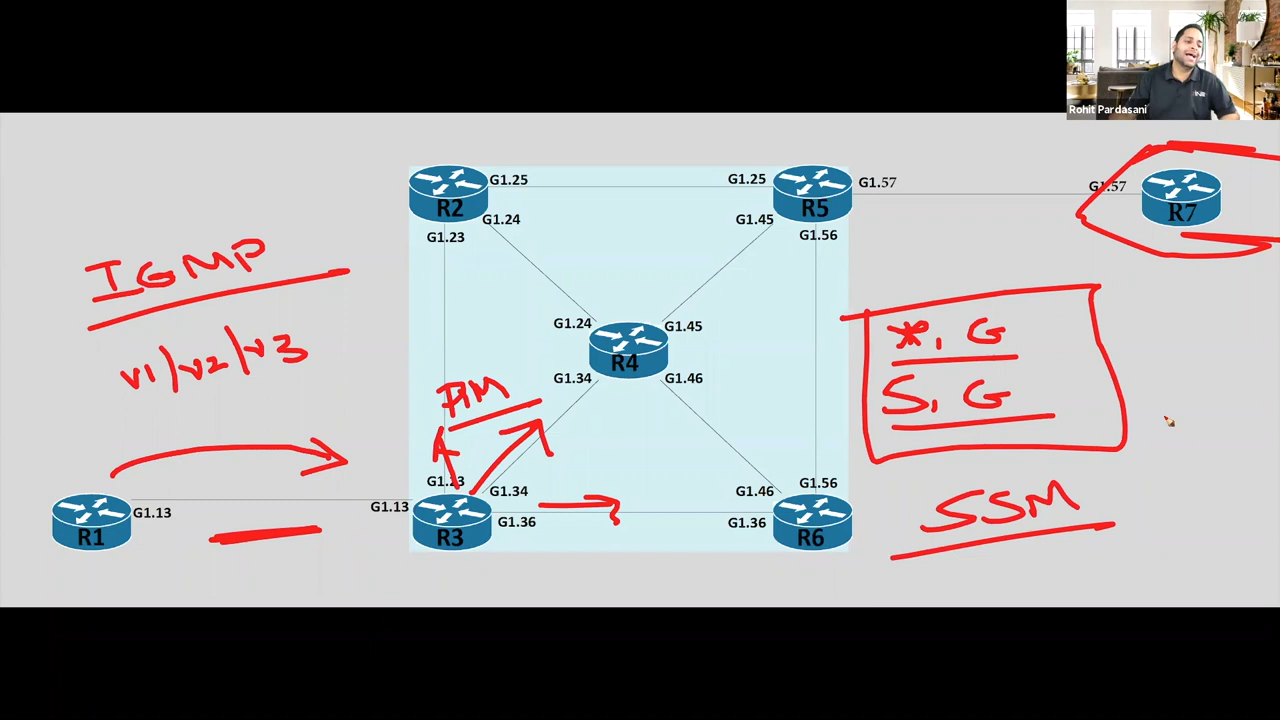 Rohit Pardasani
R2
G1.25
G1.25
R5
G1.57
G1.57
R7
G1.24
G1.23
G1.45
G1.56
IGMP
v1/v2/v3
G1.24
G1.45
R4
G1.34
G1.46
*, G
S, G
PIM
G1.23
G1.34
G1.46
G1.56
SSM
R1
G1.13
G1.13
R3
G1.36
G1.36
R6